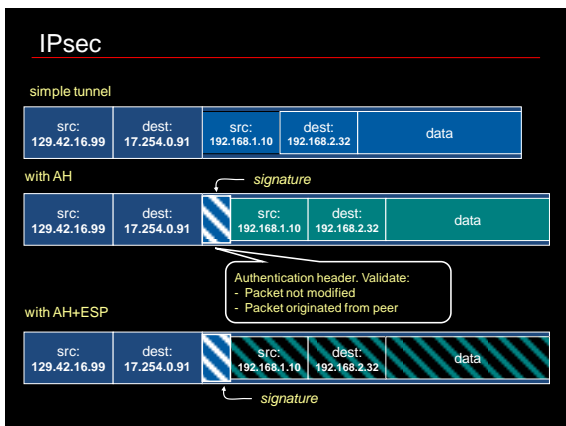 IPsec
simple tunnel
src: dest: src: dest: data
129.42.16.99 17.254.0.91 192.168.1.10 192.168.2.32
with AH
signature
src: dest: src: dest: data
129.42.16.99 17.254.0.91 192.168.1.10 192.168.2.32
Authentication header. Validate:
- Packet not modified
- Packet originated from peer
with AH+ESP
src: dest: src: dest: data
129.42.16.99 17.254.0.91 192.168.1.10 192.168.2.32
signature